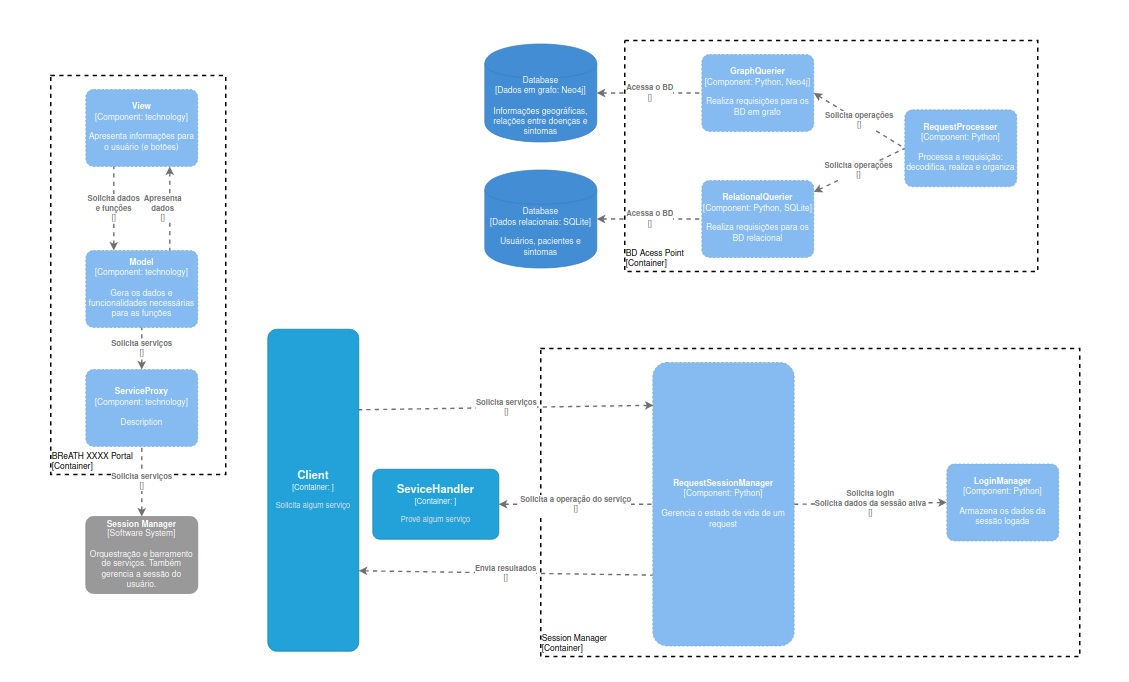 View
[Component: technology]
Apresenta informações para
o usuário (e botões)
Solicita dados
e funções
[]
Apresenta
dados
[]
Model
[Component: technology]
Gera os dados e
funcionalidades necessárias
para as funções
Solicita serviços
[]
ServiceProxy
[Component: technology]
Description
BReATH XXXX Portal
[Container]
Solicita serviços
[]
Session Manager
[Software System]
Orquestração e barramento
de serviços. Também
gerencia a sessão do
usuário.
Database
[Dados em grafo: Neo4j]
Informações geográficas,
relações entre doenças e
sintomas
Acessa o BD
[]
GraphQuerier
[Component: Python, Neo4j]
Realiza requisições para os
BD em grafo
Solicita operações
[]
RequestProcesser
[Component: Python]
Processa a requisição:
decodifica, realiza e organiza
Solicita operações
[]
Database
[Dados relacionais: SQLite]
Usuários, pacientes e
sintomas
Acessa o BD
[]
RelationalQuerier
[Component: Python, SQLite]
Realiza requisições para os
BD relacional
BD Acess Point
[Container]
Client
[Container: ]
Solicita algum serviço
Solicita serviços
[]
SeviceHandler
[Container: ]
Provê algum serviço
Solicita a operação do serviço
[]
Envia resultados
[]
RequestSessionManager
[Component: Python]
Gerencia o estado de vida de um
request
Solicita login
Solicita dados da sessão ativa
[]
LoginManager
[Component: Python]
Armazena os dados da
sessão logada
Session Manager
[Container]